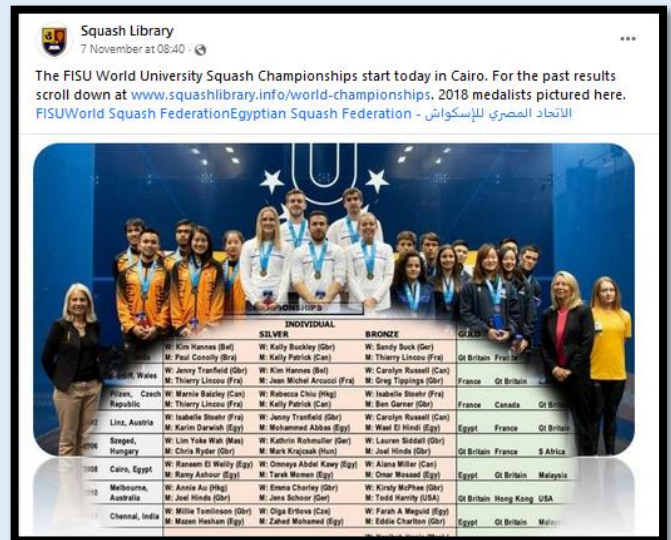 Squash Library
7 November at 08:40 ·
The FISU World University Squash Championships start today in Cairo. For the past results
scroll down at www.squashlibrary.info/world-championships. 2018 medalists pictured here.
FISUWorld Squash FederationEgyptian Squash Federation - الاتحاد المصري للإسكواش
INDIVIDUAL
SILVER BRONZE
W: Kim Hannes (Bel) W: Kelly Buckley (Gbr) W: Sandy Suck (Ger)
M: Paul Conolly (Bra) M: Kelly Patrick (Can) M: Thierry Lincou (Fra) Gt Britain
Wales W: Jenny Tranfield (Gbr) W: Kim Hannes (Bel) W: Carolyn Russell (Can)
M: Thierry Lincou (Fra) M: Jean Michel Arcucci (Fra) M: Greg Tippings (Gbr) France Gt Britain
Pilzen, Czech Republic W: Marnie Baizley (Can) W: Rebecca Chiu (Hkg) W: Isabelle Stoehr (Fra)
M: Thierry Lincou (Fra) M: Kelly Patrick (Can) M: Ben Garner (Gbr) France Canada
Linz, Austria W: Isabelle Stoehr (Fra) W: Jenny Tranfield (Gbr) W: Carolyn Russell (Can)
M: Karim Darwish (Egy) M: Mohammed Abbas (Egy) M: Wael El Hindi (Egy) Egypt France Gt Britain
2006 Szeged, Hungary W: Lim Yoke Wah (Mas) W: Kathrin Rohmuller (Ger) W: Lauren Siddall (Gbr)
M: Chris Ryder (Gbr) M: Mark Krajcsak (Hun) M: Joel Hinds (Gbr) Gt Britain France S Africa
2008 Cairo, Egypt W: Raneem El Welily (Egy) W: Omneya Abdel Kawy (Egy) W: Alana Miller (Can)
M: Ramy Ashour (Egy) M: Tarek Momen (Egy) M: Omar Mosaad (Egy) Egypt Gt Britain Malaysia
Melbourne, Australia W: Annie Au (Hkg) W: Emma Chorley (Gbr) W: Kirsty McPhee (Gbr)
M: Joel Hinds (Gbr) M: Jens Schoor (Ger) M: Todd Harrity (USA) Gt Britain Hong Kong USA
Chennai, India W: Millie Tomlinson (Gbr) W: Olga Ertlova (Cze) W: Farah A Meguid (Egy)
M: Mazen Hesham (Egy) M: Zahed Mohamed (Egy) M: Eddie Charlton (Gbr) Egypt Gt Britain